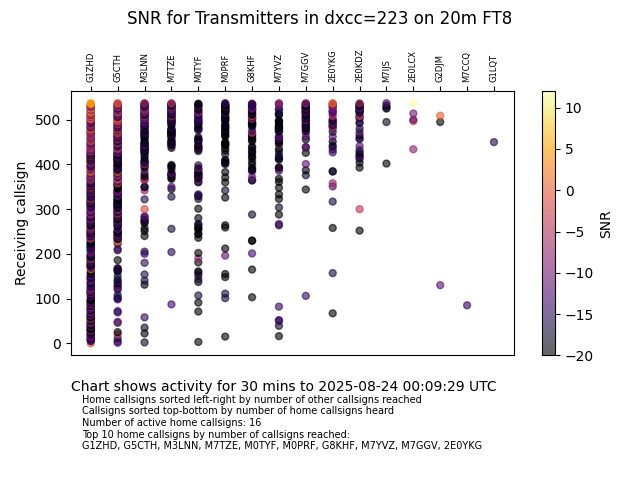 SNR for Transmitters in dxcc=223 on 20m FT8
G1ZHD G5CTH M3LNN M7TZE M0TYF M0PRF G8KHF M7YVZ M7GGV 2E0YKG 2E0KDZ M7IJS 2E0LCX G2DJM M7CCQ G1LQT
500
400
300
200
100
0
Receiving callsign
10
5
0
−5
−10
−15
−20
SNR
Chart shows activity for 30 mins to 2025-08-24 00:09:29 UTC
Home callsigns sorted left-right by number of other callsigns reached
Callsigns sorted top-bottom by number of home callsigns heard
Number of active home callsigns: 16
Top 10 home callsigns by number of callsigns reached:
G1ZHD, G5CTH, M3LNN, M7TZE, M0TYF, M0PRF, G8KHF, M7YVZ, M7GGV, 2E0YKG